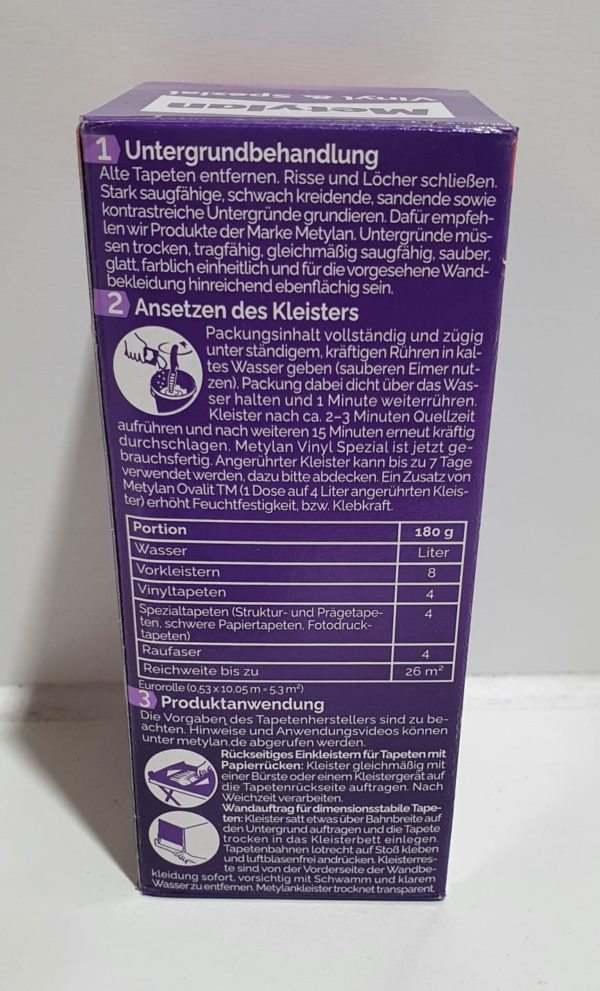 Metylan
Vinyl & Spezial
1 Untergrundbehandlung
Alte Tapeten entfernen. Risse und Löcher schließen.
Stark saugfähige, schwach kreidende, sandende sowie
kontrastreiche Untergründe grundieren. Dafür empfeh-
len wir Produkte der Marke Metylan. Untergründe müs-
sen trocken, tragfähig, gleichmäßig saugfähig, sauber,
glatt, farblich einheitlich und für die vorgesehene Wand-
bekleidung hinreichend ebenflächig sein.
2 Ansetzen des Kleisters
Packungsinhalt vollständig und zügig
unter ständigem, kräftigen Rühren in kal-
tes Wasser geben (sauberen Eimer nut-
zen). Packung dabei dicht über das Was-
ser halten und 1 Minute weiterrühren.
Kleister nach ca. 2–3 Minuten Quellzeit
aufrühren und nach weiteren 15 Minuten erneut kräftig
durchschlagen. Metylan Vinyl Spezial ist jetzt ge-
brauchsfertig. Angerührter Kleister kann bis zu 7 Tage
verwendet werden, dazu bitte abdecken. Ein Zusatz von
Metylan Ovalit TM (1 Dose auf 4 Liter angerührten Kleis-
ter) erhöht Feuchtfestigkeit, bzw. Klebkraft.
Portion 180 g
Wasser Liter
Vorkleistern 8
Vinyltapeten 4
Spezialtapeten (Struktur- und Prägetape- 4
ten, schwere Papiertapeten, Fotodruck-
tapeten)
Raufaser 4
Reichweite bis zu 26 m²
Eurorolle (0,53 x 10,05 m = 5,3 m²)
3 Produktanwendung
Die Vorgaben des Tapetenherstellers sind zu be-
achten. Hinweise und Anwendungsvideos können
unter metylan.de abgerufen werden.
Rückseitiges Einkleistern für Tapeten mit
Papierrücken: Kleister gleichmäßig mit
einer Bürste oder einem Kleistergerät auf
die Tapetenrückseite auftragen. Nach
Weichzeit verarbeiten.
Wandauftrag für dimensionsstabile Tape-
ten: Kleister satt etwas über Bahnbreite auf
den Untergrund auftragen und die Tapete
trocken in das Kleisterbett einlegen.
Tapetenbahnen lotrecht auf Stoß kleben
und luftblasenfrei andrücken. Kleisterres-
te sind von der Vorderseite der Wandbe-
kleidung sofort, vorsichtig mit Schwamm und klarem
Wasser zu entfernen. Metylankleister trocknet transparent.